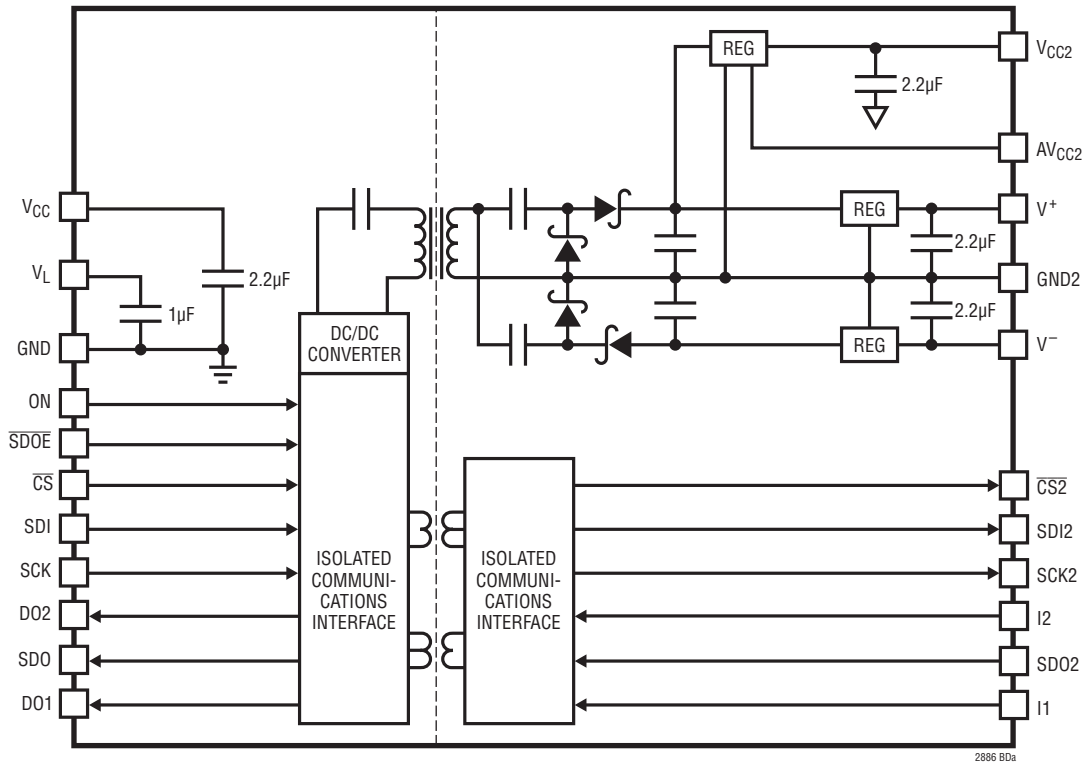 REG
VCC2
2.2µF
AVCC2
VCC
REG
V+
2.2µF
VL
2.2µF
GND2
1µF
2.2µF
DC/DC
CONVERTER
GND
REG
V−
ON
SDOE
CS
CS2
SDI
SDI2
ISOLATED
COMMUNI-
CATIONS
INTERFACE
ISOLATED
COMMUNI-
CATIONS
INTERFACE
SCK
SCK2
DO2
I2
SDO
SDO2
DO1
I1
2886 BDa